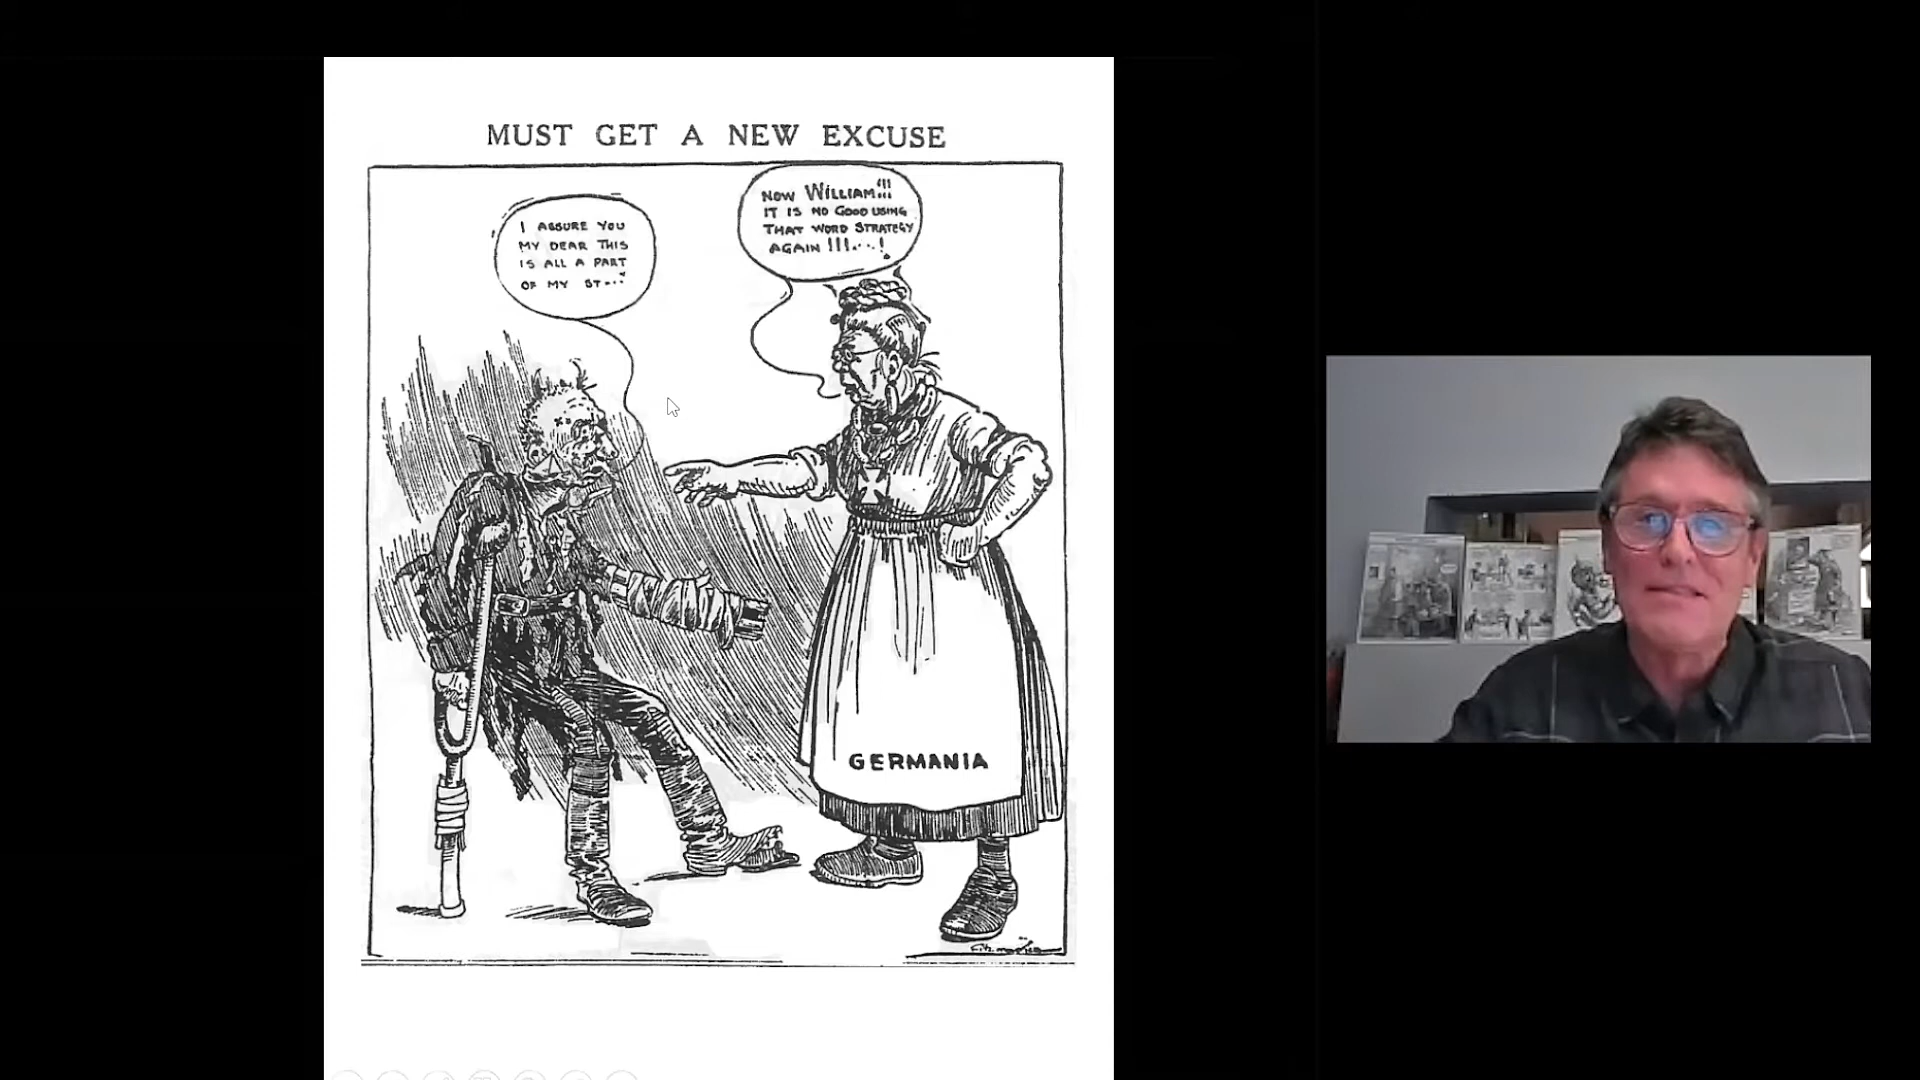 MUST GET A NEW EXCUSE
I ASSURE YOU
MY DEAR THIS
IS ALL A PART
OF MY ST....
NOW WILLIAM!!!
IT IS NO GOOD USING
THAT WORD STRATEGY
AGAIN !!!...!
GERMANIA